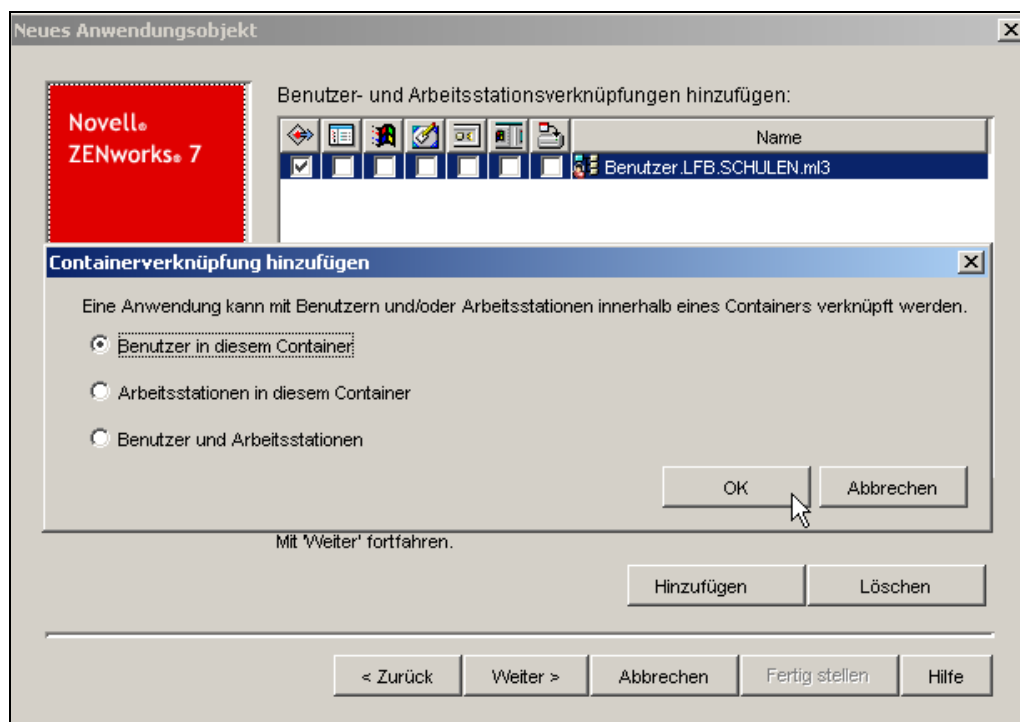 Neues Anwendungsobjekt
Novell®
ZENworks® 7
Benutzer- und Arbeitsstationsverknüpfungen hinzufügen:
Name
Benutzer.LFB.SCHULEN.ml3
Containerverknüpfung hinzufügen
Eine Anwendung kann mit Benutzern und/oder Arbeitsstationen innerhalb eines Containers verknüpft werden.
Benutzer in diesem Container
Arbeitsstationen in diesem Container
Benutzer und Arbeitsstationen
OK Abbrechen
Mit 'Weiter' fortfahren.
Hinzufügen Löschen
< Zurück Weiter > Abbrechen Fertig stellen Hilfe